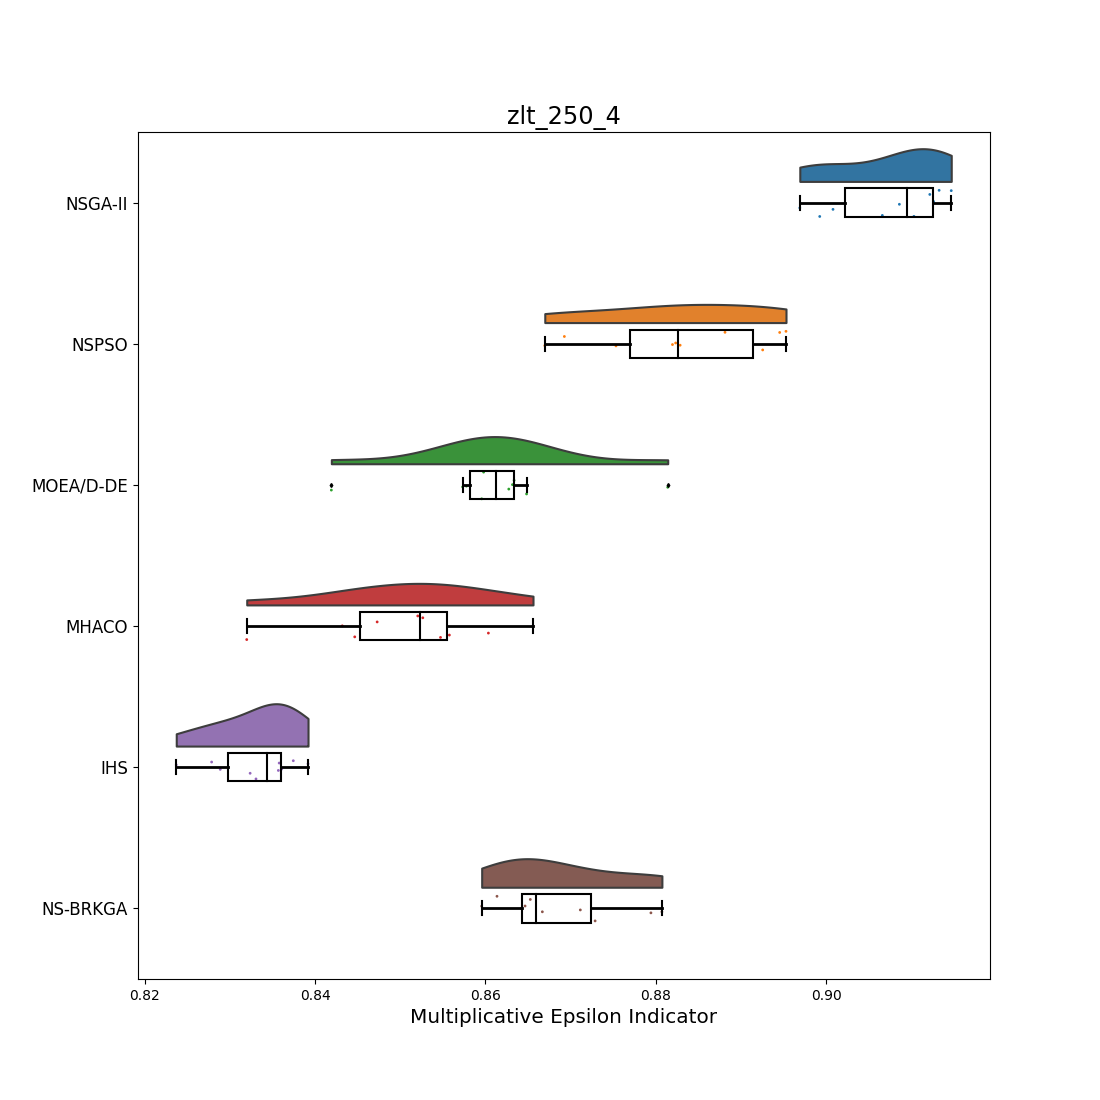 zlt_250_4
NSGA-II
NSPSO
MOEA/D-DE
MHACO
IHS
NS-BRKGA
0.82 0.84 0.86 0.88 0.90
Multiplicative Epsilon Indicator